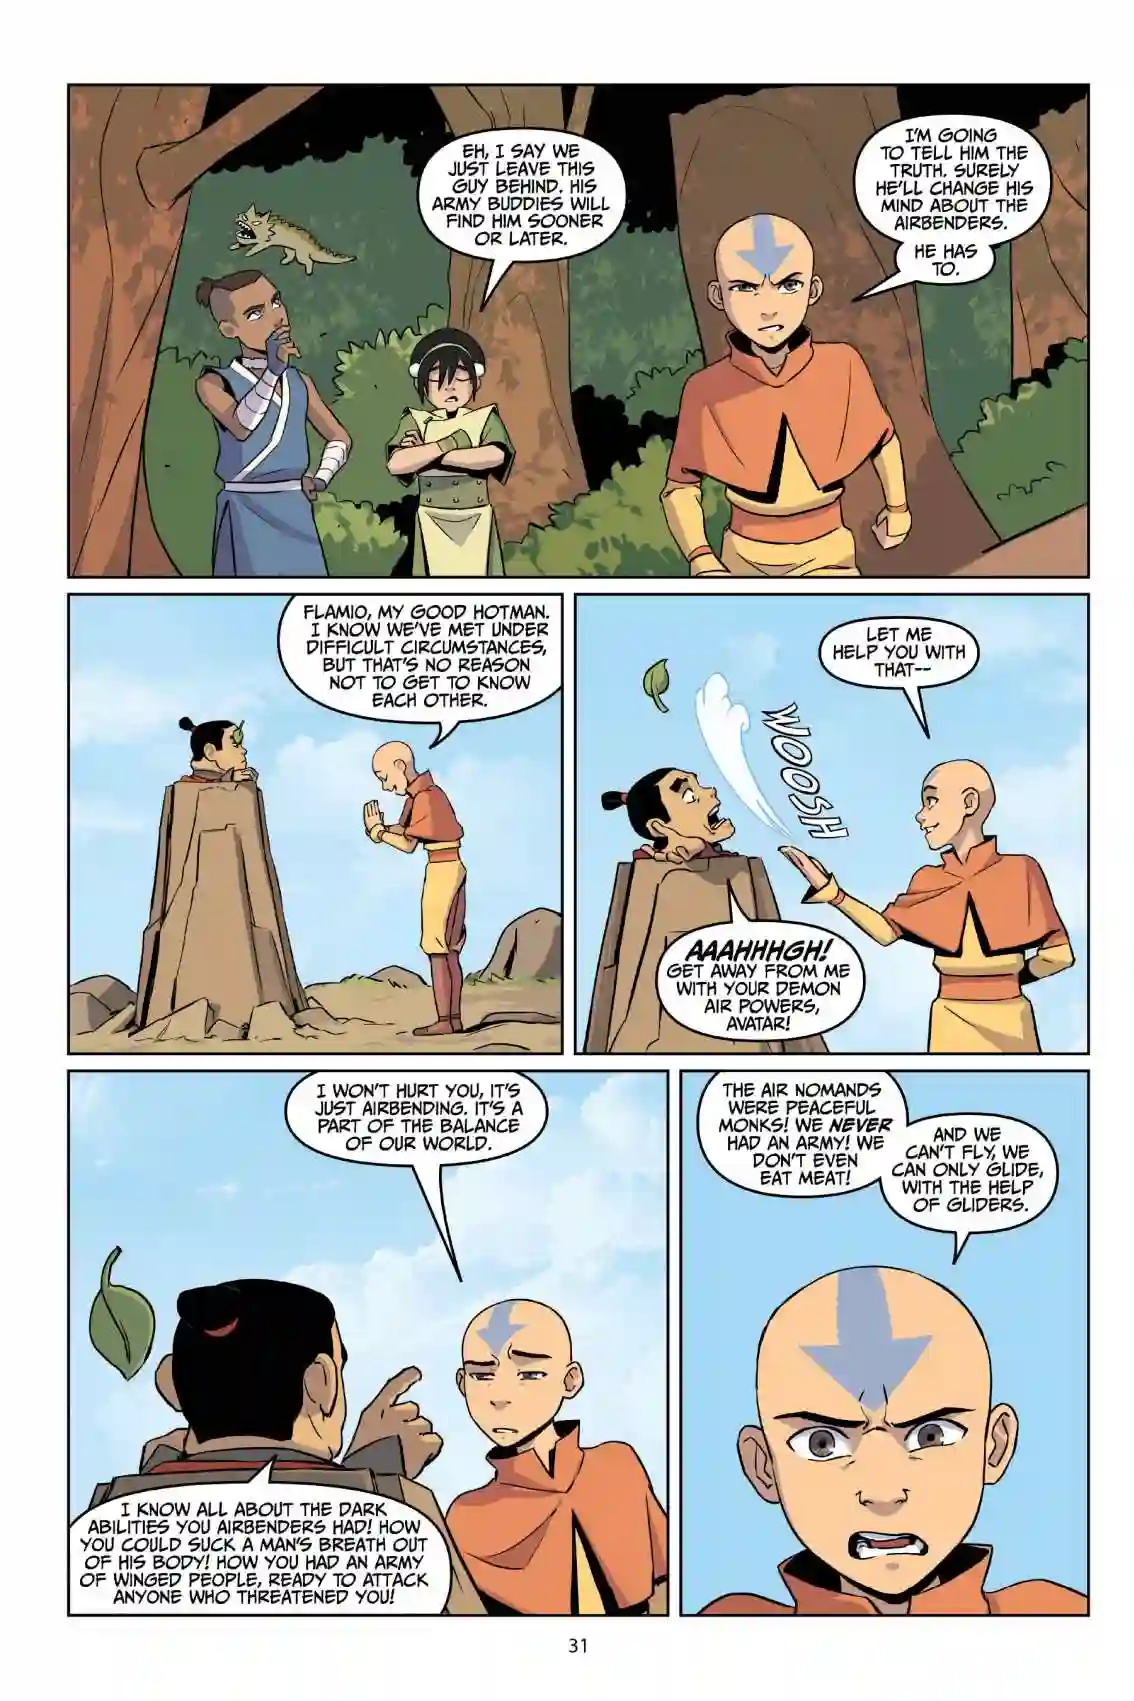 EH, I SAY WE
JUST LEAVE THIS
GUY BEHIND. HIS
ARMY BUDDIES WILL
FIND HIM SOONER
OR LATER.
I'M GOING
TO TELL HIM THE
TRUTH. SURELY
HE'LL CHANGE HIS
MIND ABOUT THE
AIRBENDERS.
HE HAS
TO.
FLAMIO, MY GOOD HOTMAN.
I KNOW WE'VE MET UNDER
DIFFICULT CIRCUMSTANCES,
BUT THAT'S NO REASON
NOT TO GET TO KNOW
EACH OTHER.
LET ME
HELP YOU WITH
THAT--
WOOSH
AAAHHHGH!
GET AWAY FROM ME
WITH YOUR DEMON
AIR POWERS,
AVATAR!
I WON'T HURT YOU, IT'S
JUST AIRBENDING. IT'S A
PART OF THE BALANCE
OF OUR WORLD.
I KNOW ALL ABOUT THE DARK
ABILITIES YOU AIRBENDERS HAD! HOW
YOU COULD SUCK A MAN'S BREATH OUT
OF HIS BODY! HOW YOU HAD AN ARMY
OF WINGED PEOPLE, READY TO ATTACK
ANYONE WHO THREATENED YOU!
THE AIR NOMANDS
WERE PEACEFUL
MONKS! WE NEVER
HAD AN ARMY! WE
DON'T EVEN
EAT MEAT!
AND WE
CAN'T FLY, WE
CAN ONLY GLIDE,
WITH THE HELP
OF GLIDERS.
31